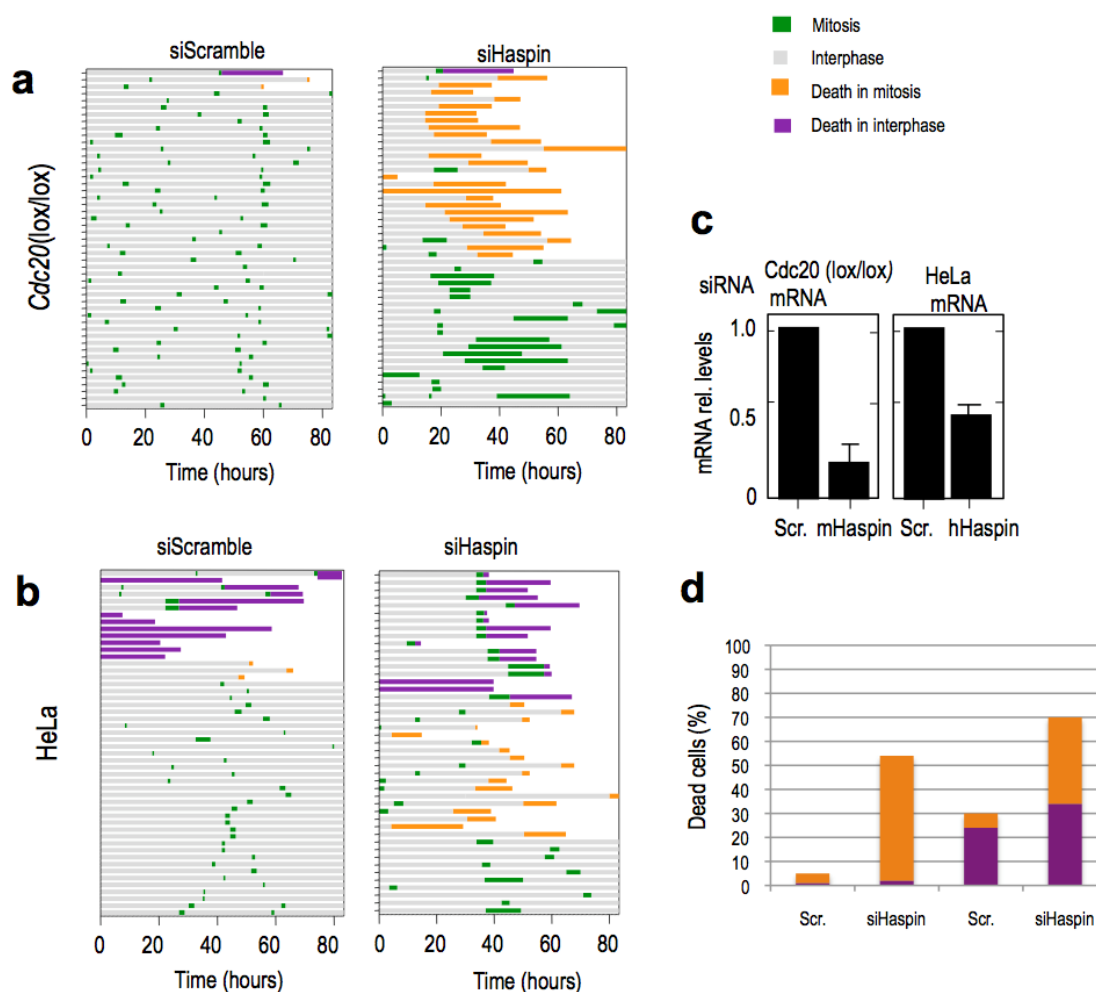 Mitosis
Interphase
Death in mitosis
Death in interphase
a
siScramble
siHaspin
Cdc20(lox/lox)
0 20 40 60 80
0 20 40 60 80
Time (hours)
Time (hours)
b
siScramble
siHaspin
HeLa
0 20 40 60 80
0 20 40 60 80
Time (hours)
Time (hours)
c
siRNA
Cdc20 (lox/lox)
mRNA
HeLa
mRNA
mRNA rel. levels
1.0
0.5
0
Scr. mHaspin
Scr. hHaspin
d
Dead cells (%)
100
90
80
70
60
50
40
30
20
10
0
Scr. siHaspin Scr. siHaspin